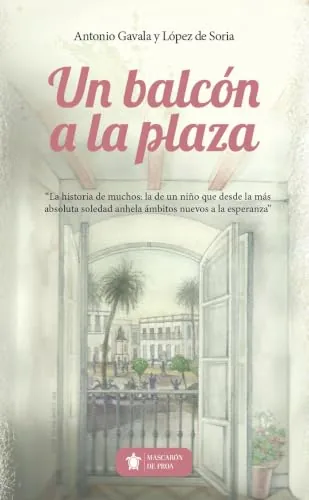 Antonio Gavala y López de Soria
Un balcón
a la plaza
“La historia de muchos: la de un niño que desde la más
absoluta soledad anhela ámbitos nuevos a la esperanza”
MASCARÓN
DE PROA